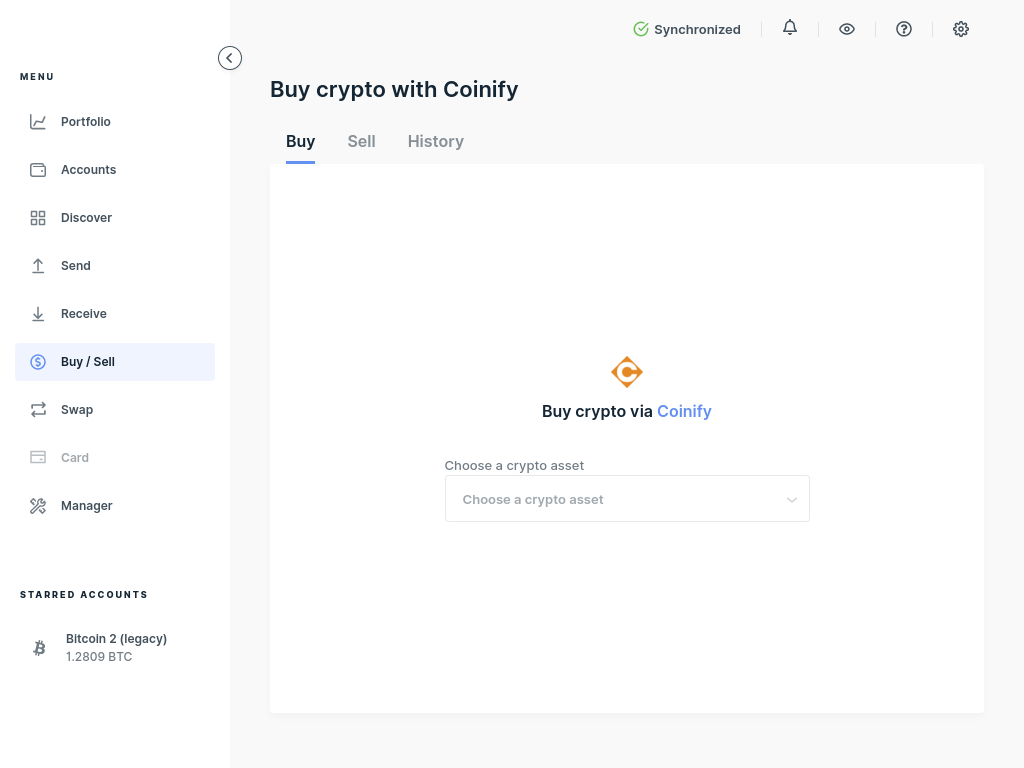 Synchronized
MENU
Portfolio
Accounts
Discover
Send
Receive
Buy / Sell
Swap
Card
Manager
STARRED ACCOUNTS
Bitcoin 2 (legacy)
1.2809 BTC
Buy crypto with Coinify
Buy Sell History
Buy crypto via Coinify
Choose a crypto asset
Choose a crypto asset